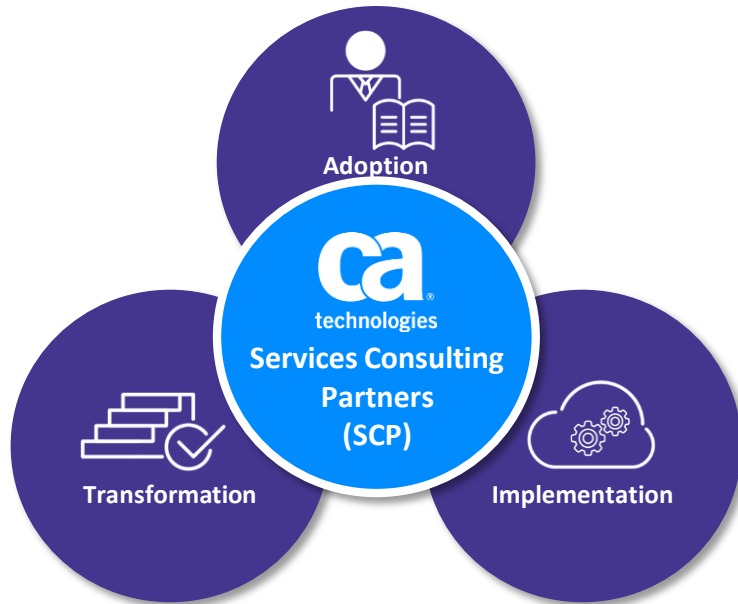 Adoption
ca®
technologies
Services Consulting
Partners
(SCP)
Transformation
Implementation